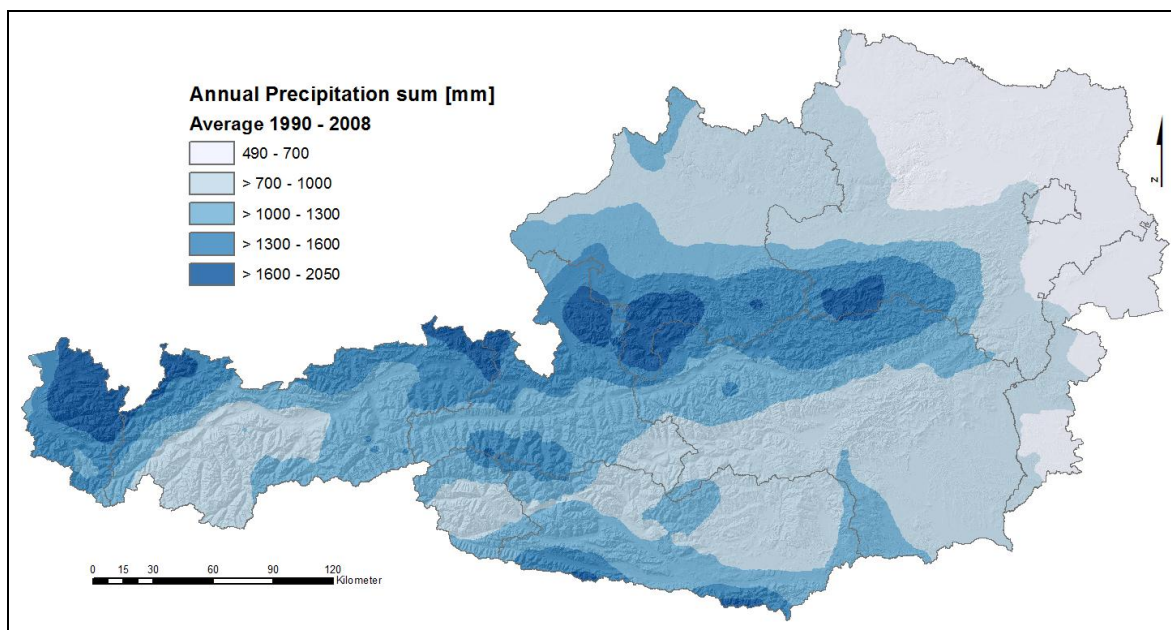 Annual Precipitation sum [mm]
Average 1990 - 2008
490 - 700
> 700 - 1000
> 1000 - 1300
> 1300 - 1600
> 1600 - 2050
N
0 15 30 60 90 120
Kilometer